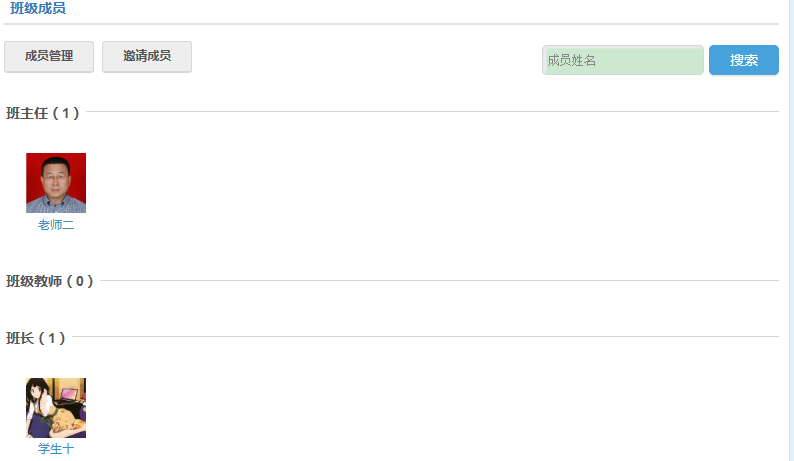 班级成员
成员管理 邀请成员 成员姓名 搜索
班主任（1）
老师二
班级教师（0）
班长（1）
学生十